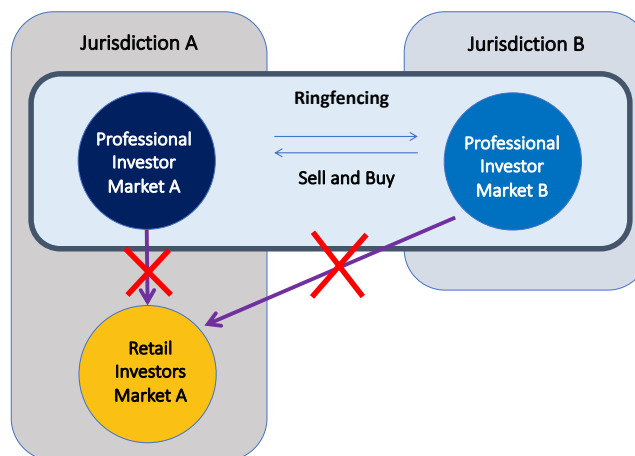 Jurisdiction A
Jurisdiction B
Ringfencing
Professional
Investor
Market A
Professional
Investor
Market B
Sell and Buy
Retail
Investors
Market A